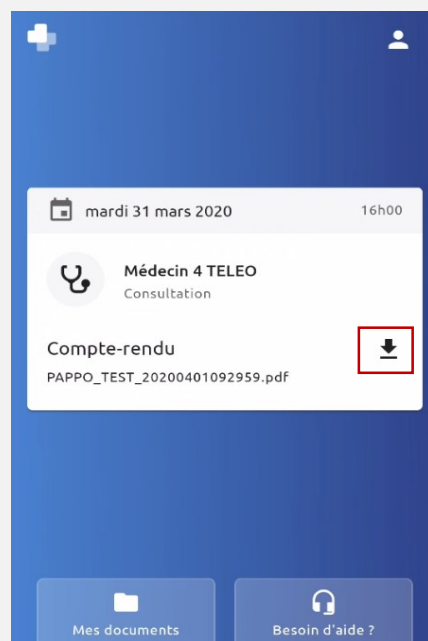 mardi 31 mars 2020 16h00
Médecin 4 TELEO
Consultation
Compte-rendu
PAPPO_TEST_20200401092959.pdf
Mes documents Besoin d'aide ?